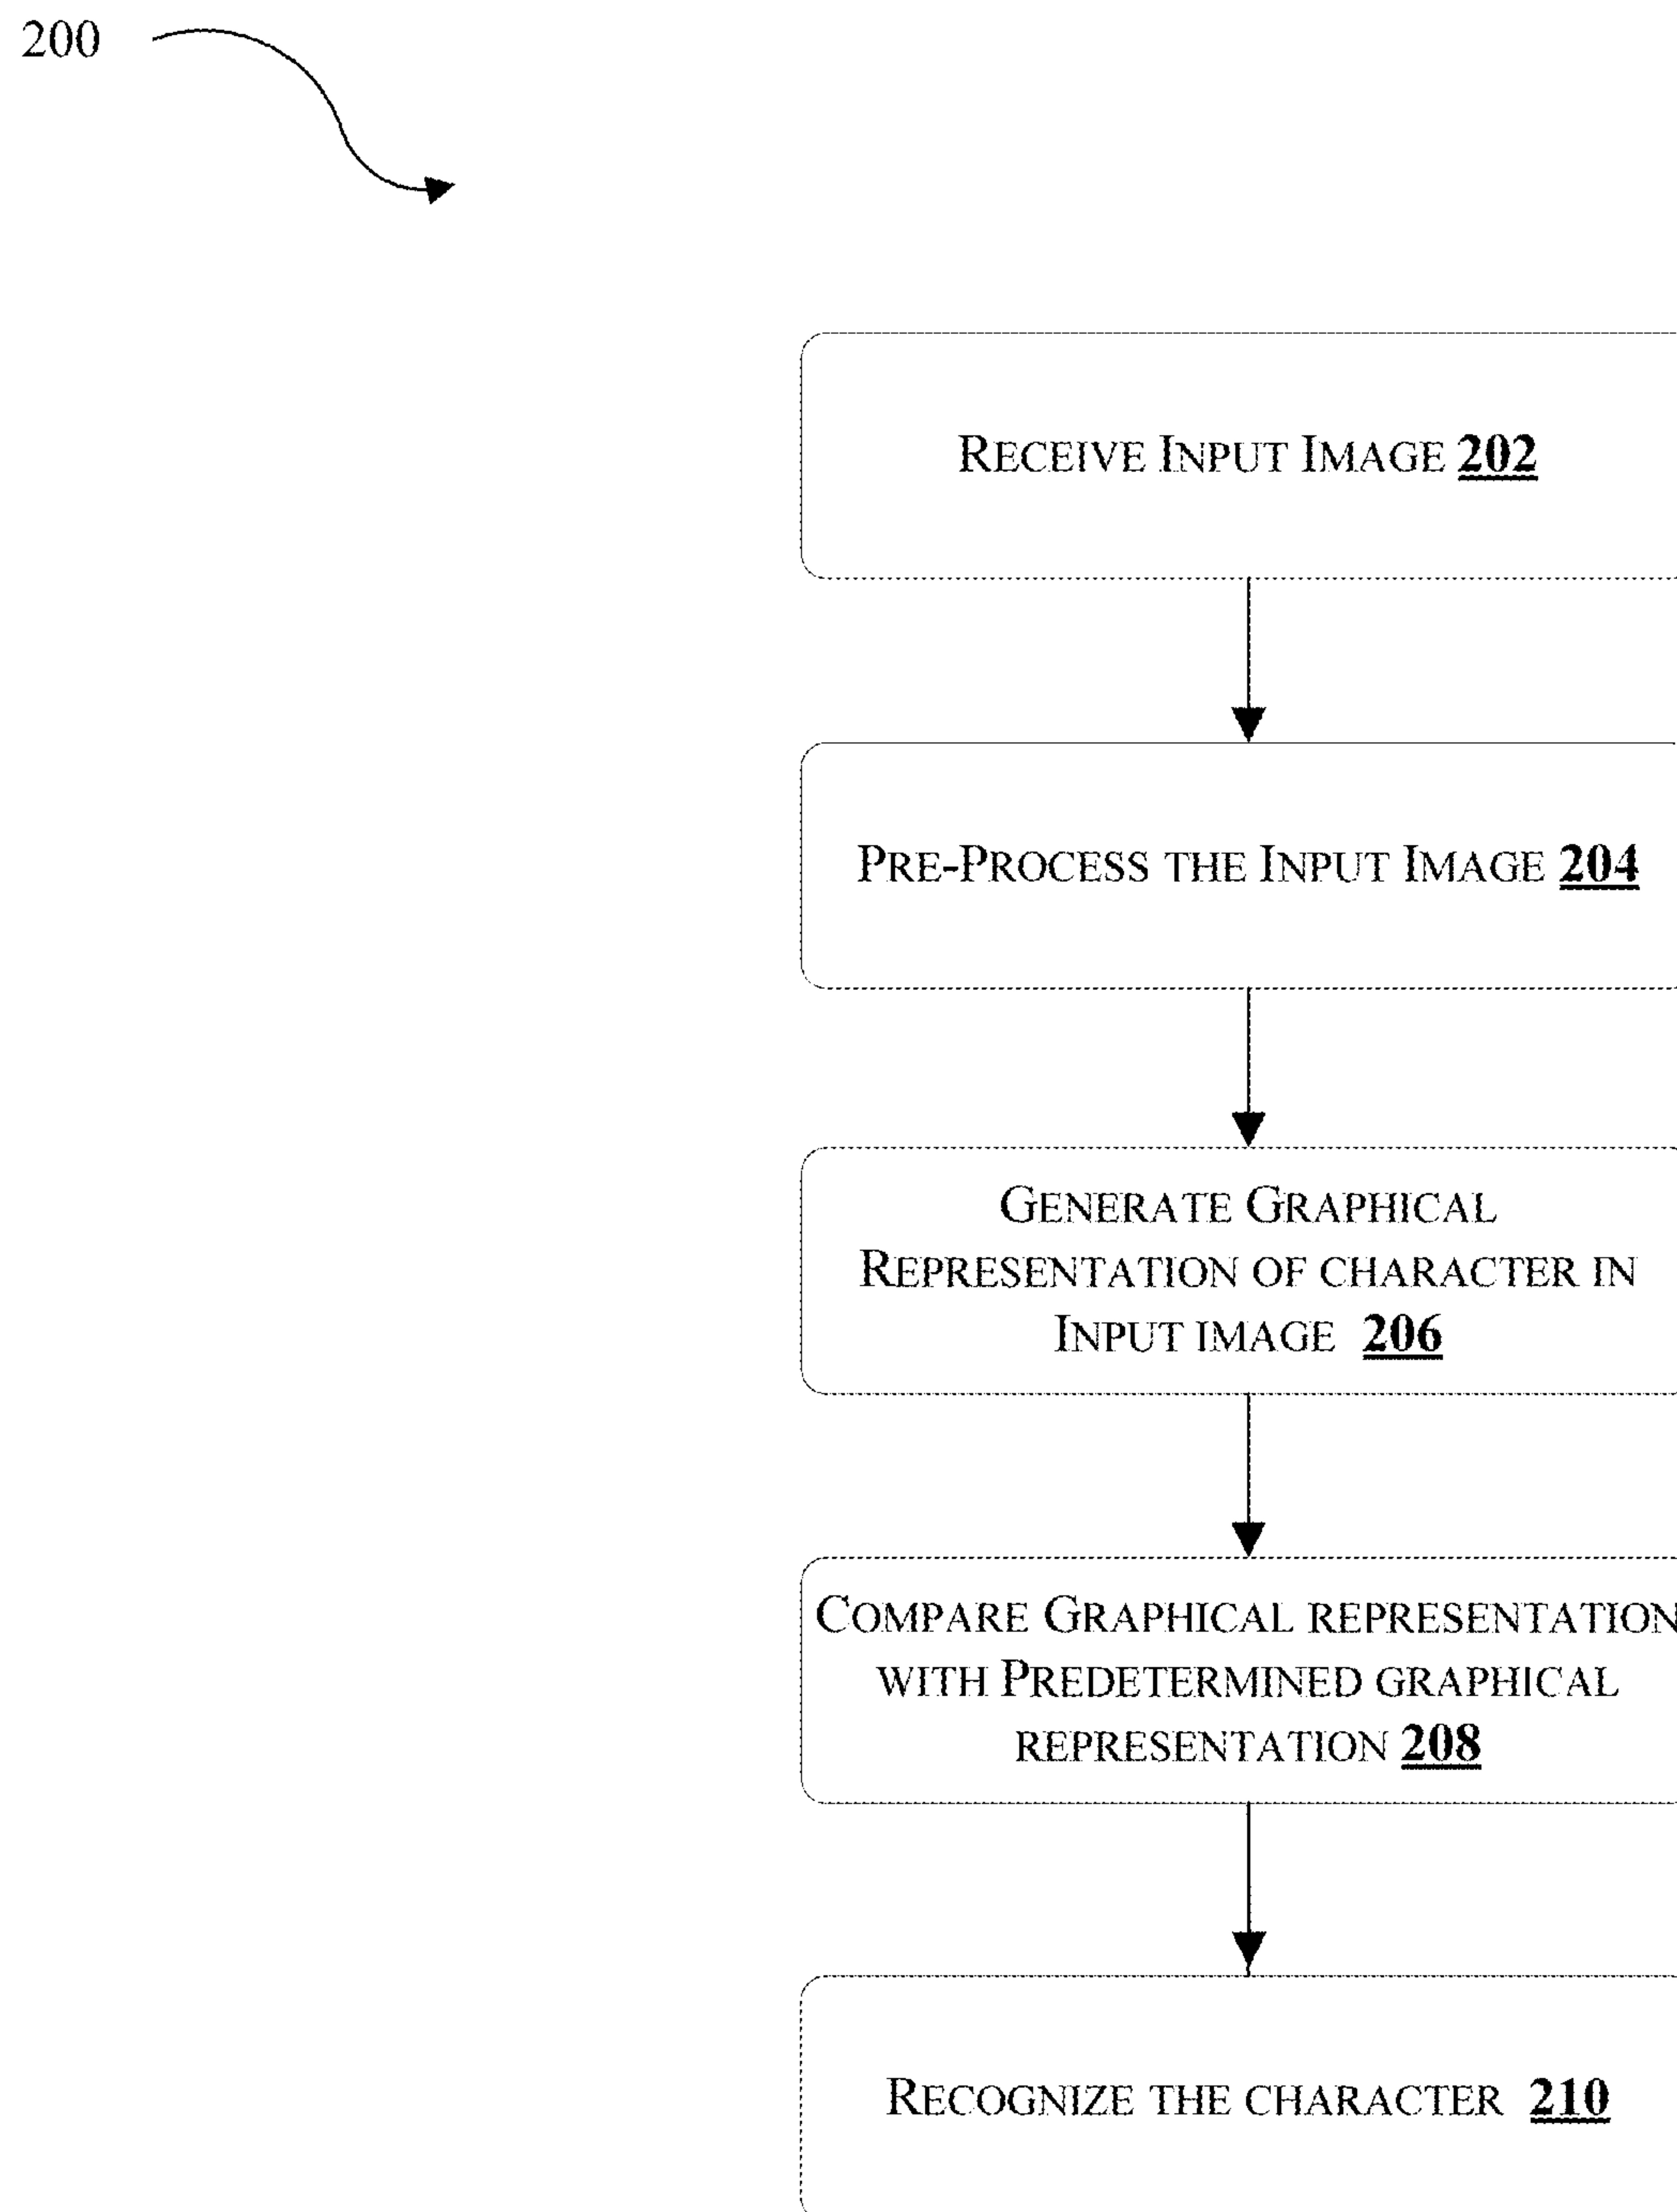 200
RECEIVE INPUT IMAGE 202
PRE-PROCESS THE INPUT IMAGE 204
GENERATE GRAPHICAL
REPRESENTATION OF CHARACTER IN
INPUT IMAGE 206
COMPARE GRAPHICAL REPRESENTATION
WITH PREDETERMINED GRAPHICAL
REPRESENTATION 208
RECOGNIZE THE CHARACTER 210